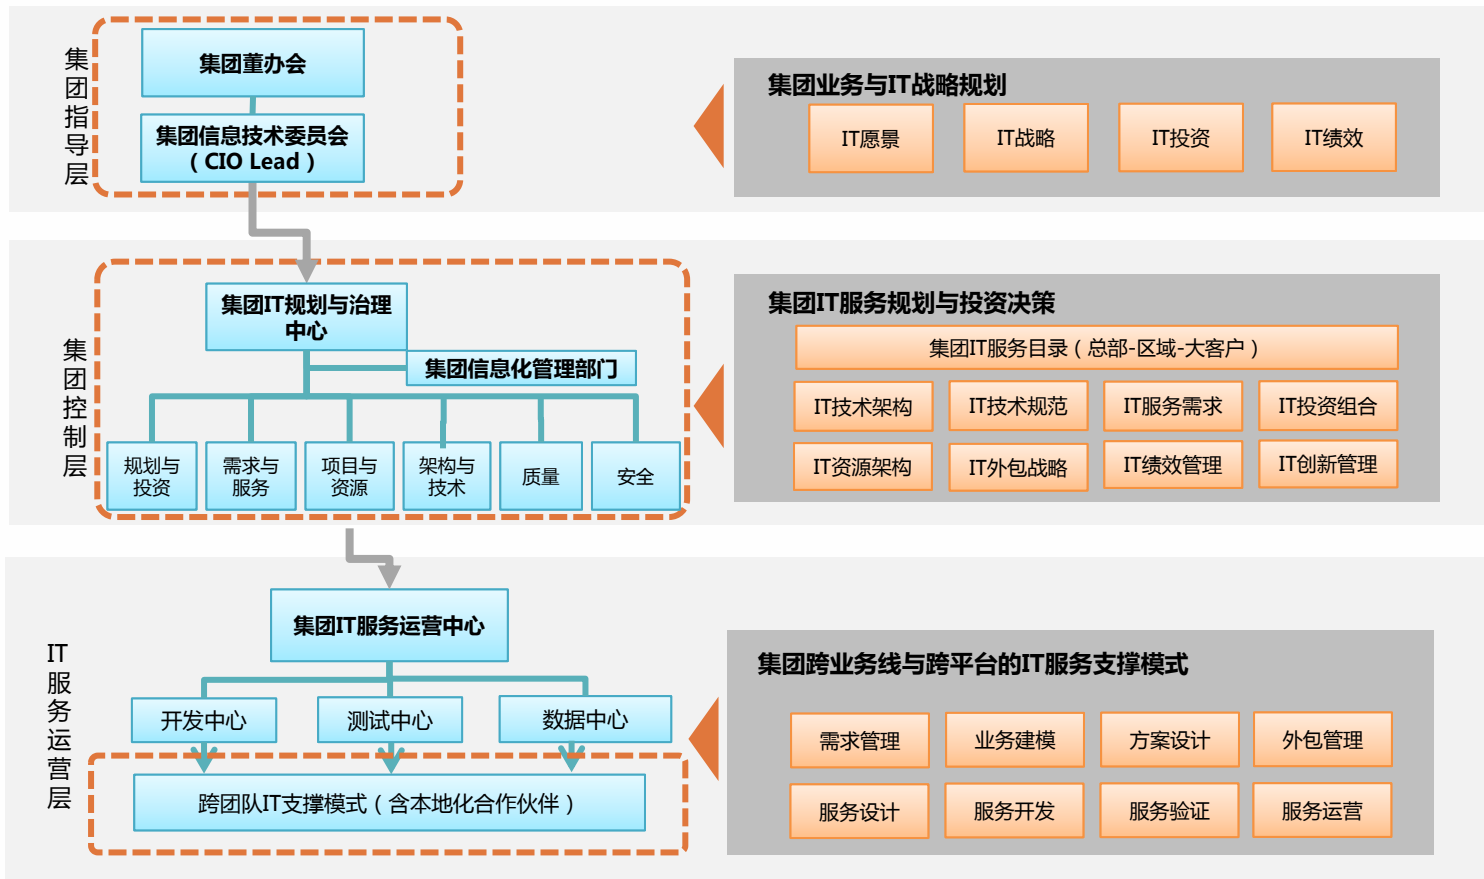 集团指导层
集团董办会
集团信息技术委员会
（CIO Lead）
集团业务与IT战略规划
IT愿景
IT战略
IT投资
IT绩效
集团控制层
集团IT规划与治理
中心
集团信息化管理部门
规划与
投资
需求与
服务
项目与
资源
架构与
技术
质量
安全
集团IT服务规划与投资决策
集团IT服务目录（总部-区域-大客户）
IT技术架构
IT技术规范
IT服务需求
IT投资组合
IT资源架构
IT外包战略
IT绩效管理
IT创新管理
IT服务运营层
集团IT服务运营中心
开发中心
测试中心
数据中心
跨团队IT支撑模式（含本地化合作伙伴）
集团跨业务线与跨平台的IT服务支撑模式
需求管理
业务建模
方案设计
外包管理
服务设计
服务开发
服务验证
服务运营